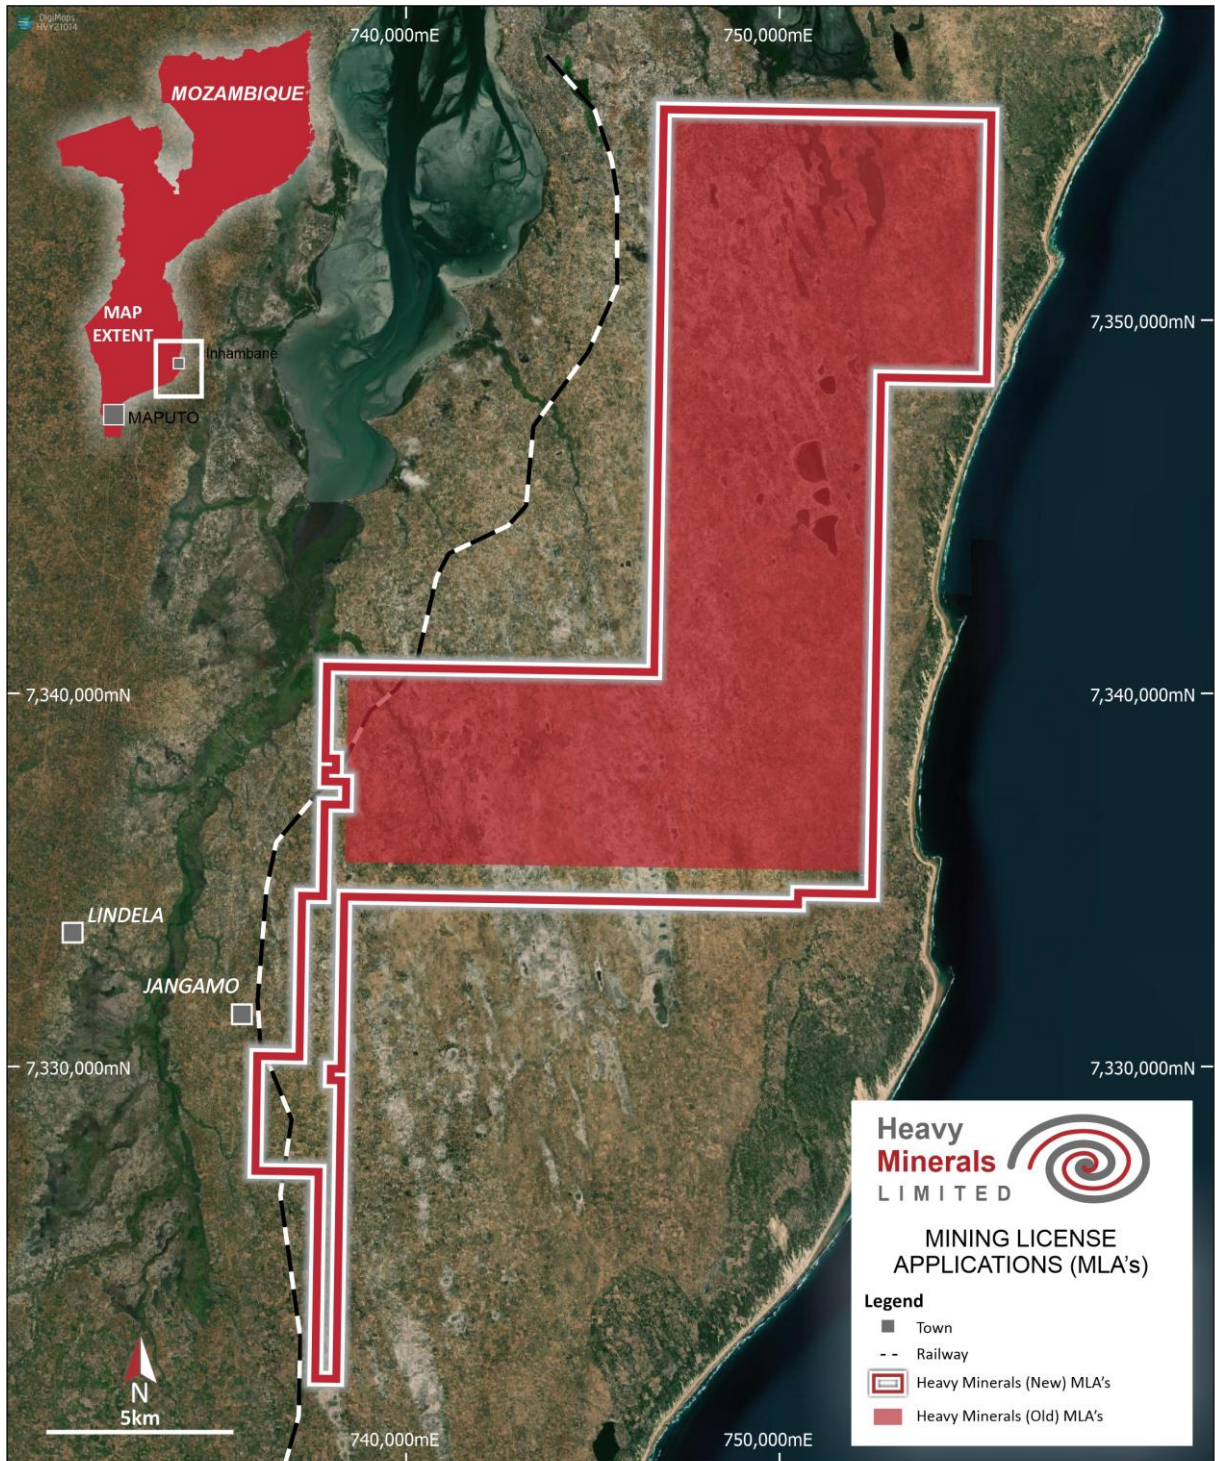 DigiMaps
HVY21014
740,000mE
750,000mE
MOZAMBIQUE
MAP
EXTENT
Inhambane
MAPUTO
7,350,000mN
7,340,000mN
7,340,000mN
LINDELA
JANGAMO
7,330,000mN
7,330,000mN
N
5km
740,000mE
750,000mE
Heavy
Minerals
LIMITED
MINING LICENSE
APPLICATIONS (MLA's)
Legend
Town
Railway
Heavy Minerals (New) MLA's
Heavy Minerals (Old) MLA's